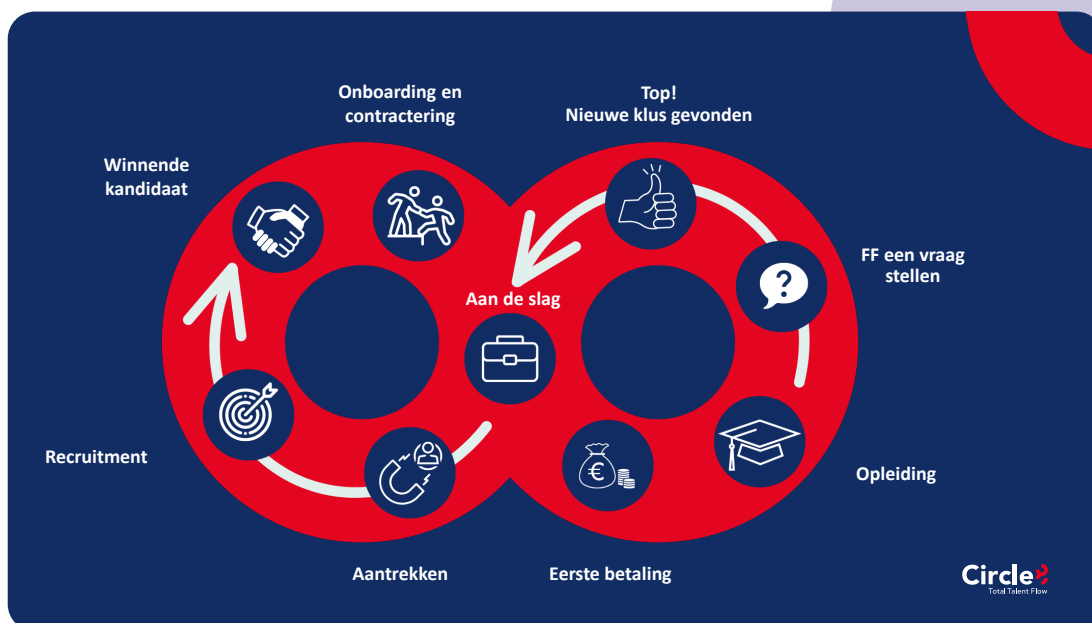 Onboarding en
contractering
Top!
Nieuwe klus gevonden
Winnende
kandidaat
FF een vraag
stellen
?
Aan de slag
€
Recruitment
Opleiding
Aantrekken
Eerste betaling
Circle8
Total Talent Flow